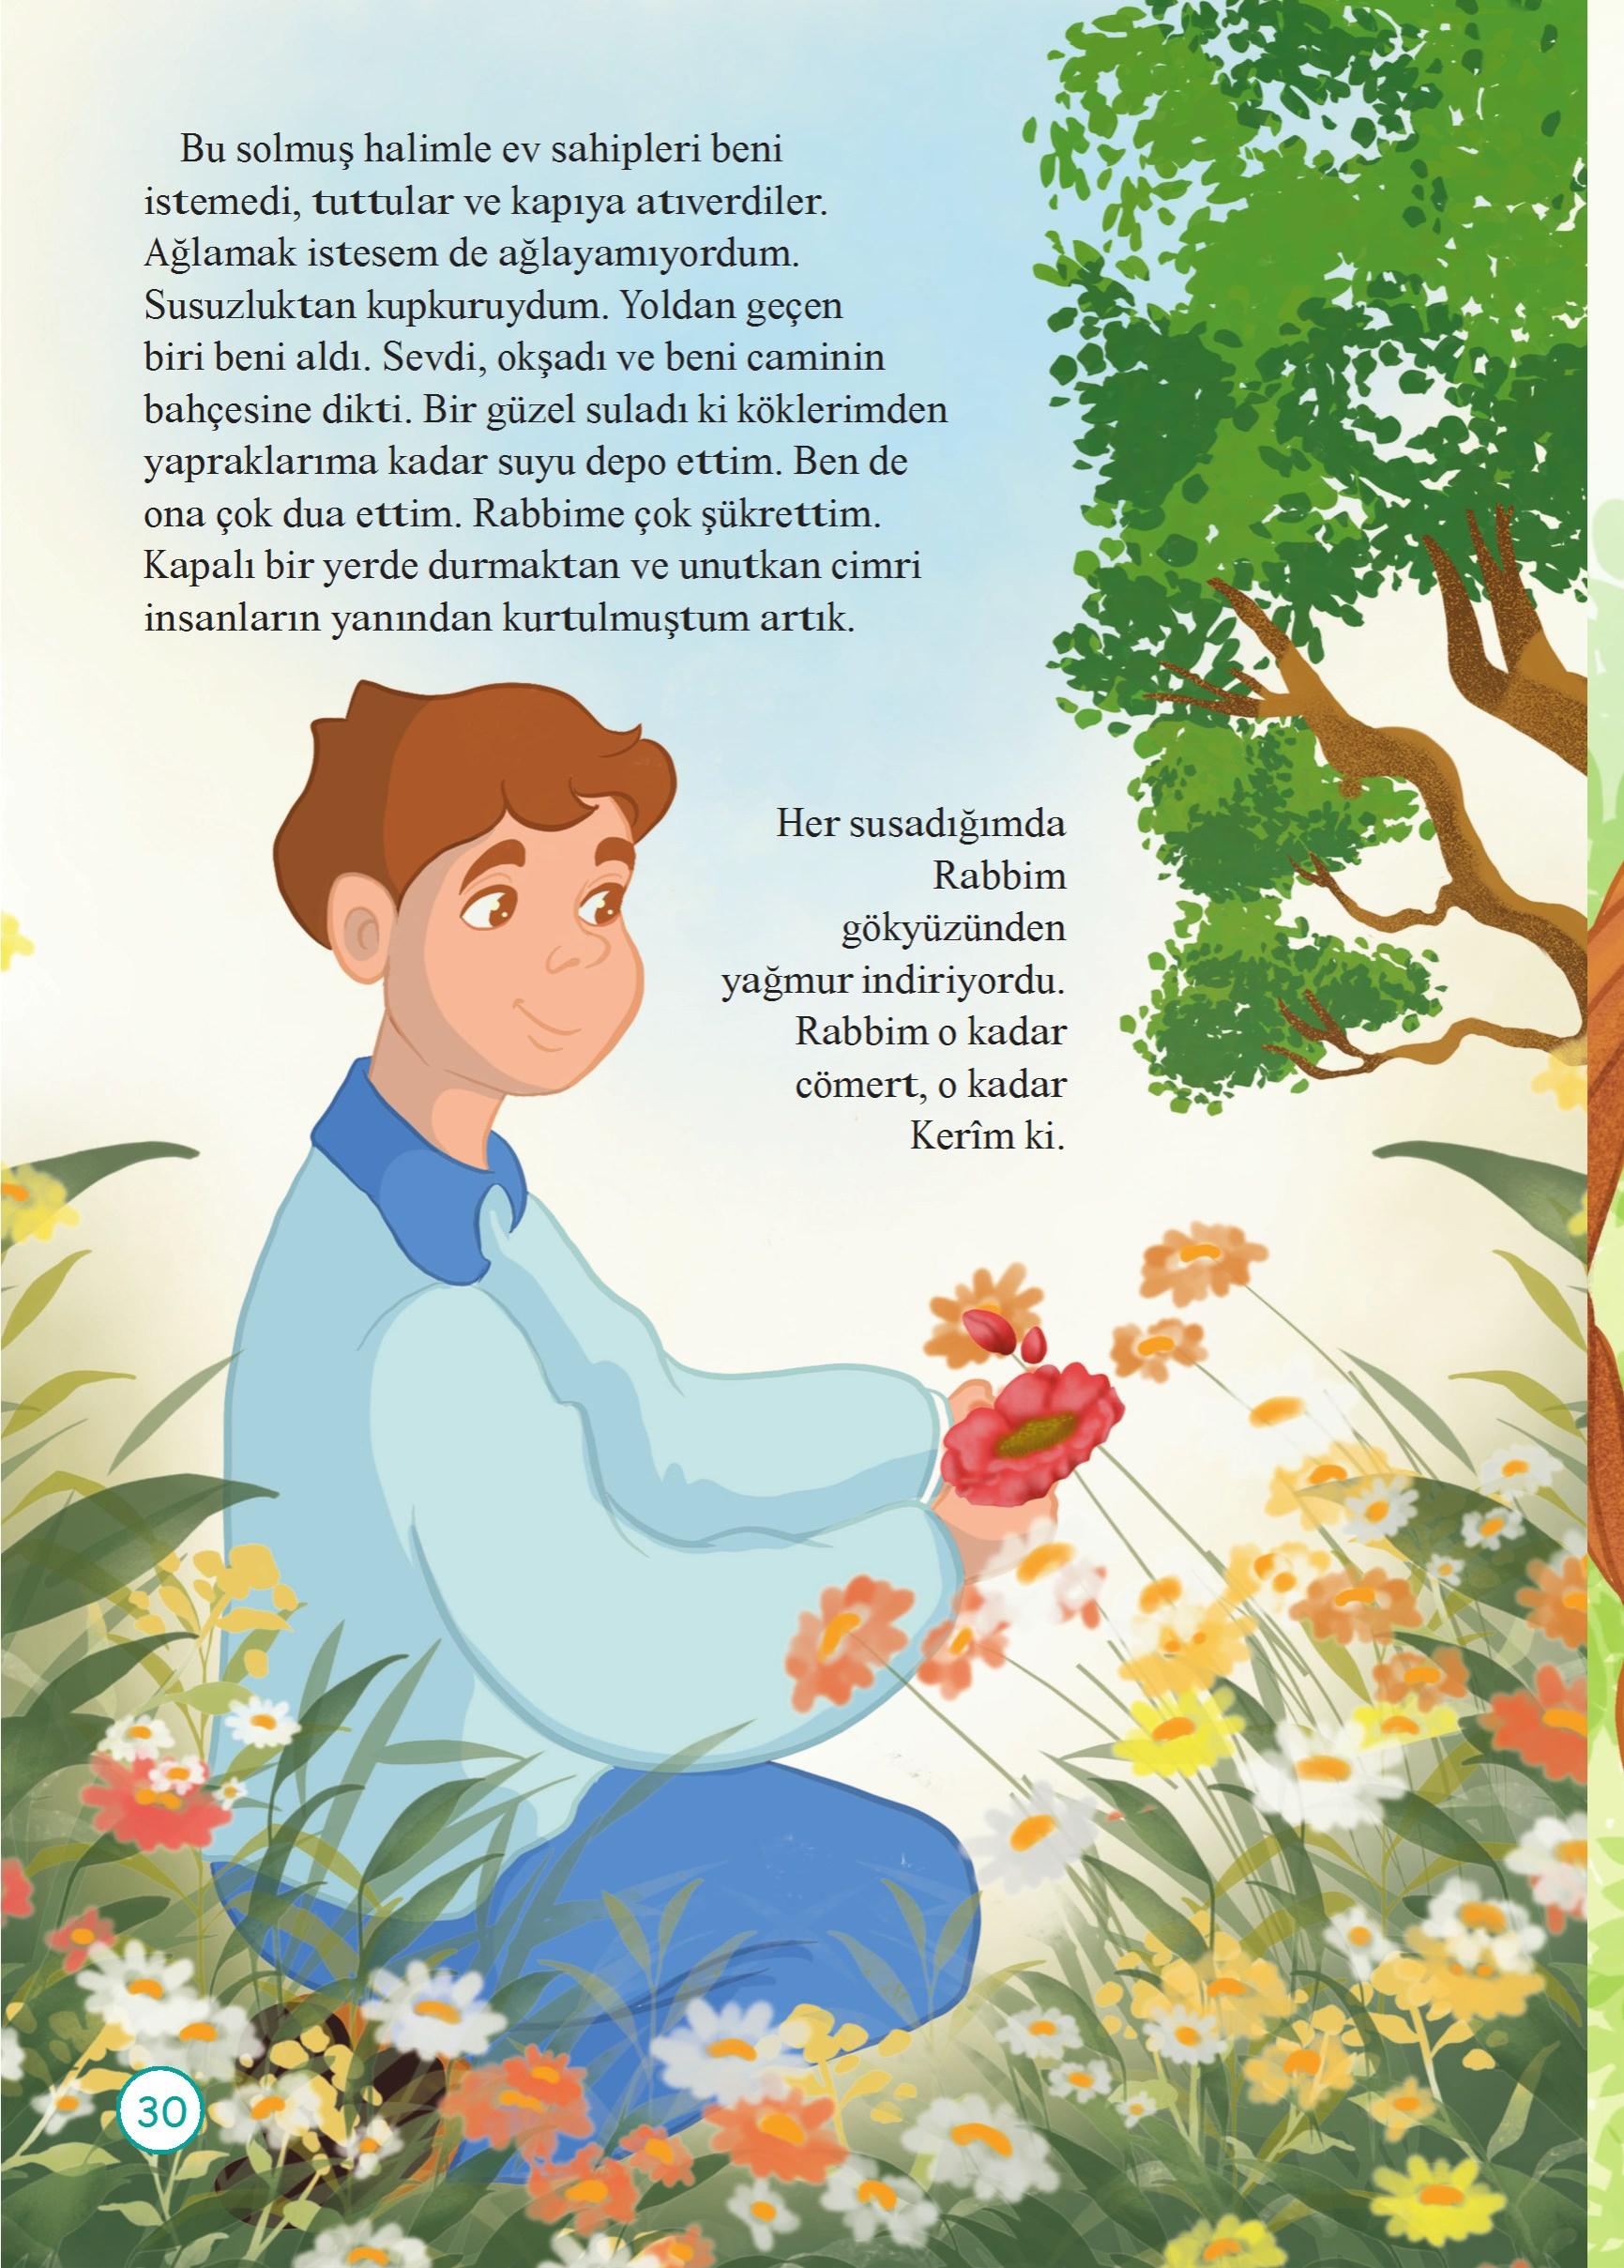 Bu solmuş halimle ev sahipleri beni
istemedi, tuttular ve kapıya atıverdiler.
Ağlamak istesem de ağlayamıyordum.
Susuzluktan kupkuruydum. Yoldan geçen
biri beni aldı. Sevdi, okşadı ve beni caminin
bahçesine dikti. Bir güzel suladı ki köklerimden
yapraklarıma kadar suyu depo ettim. Ben de
ona çok dua ettim. Rabbime çok şükrettim.
Kapalı bir yerde durmaktan ve unutkan cimri
insanların yanından kurtulmuştum artık.
Her susadığımda
Rabbim
gökyüzünden
yağmur indiriyordu.
Rabbim o kadar
cömert, o kadar
Kerîm ki.
30